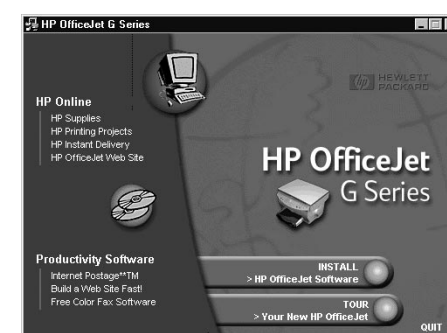 HP OfficeJet G Series
HEWLETT
PACKARD
HP Online
HP Supplies
HP Printing Projects
HP Instant Delivery
HP OfficeJet Web Site
HP OfficeJet
G Series
Productivity Software
Internet Postage**TM
Build a Web Site Fast!
Free Color Fax Software
INSTALL
> HP OfficeJet Software
TOUR
> Your New HP OfficeJet
QUIT